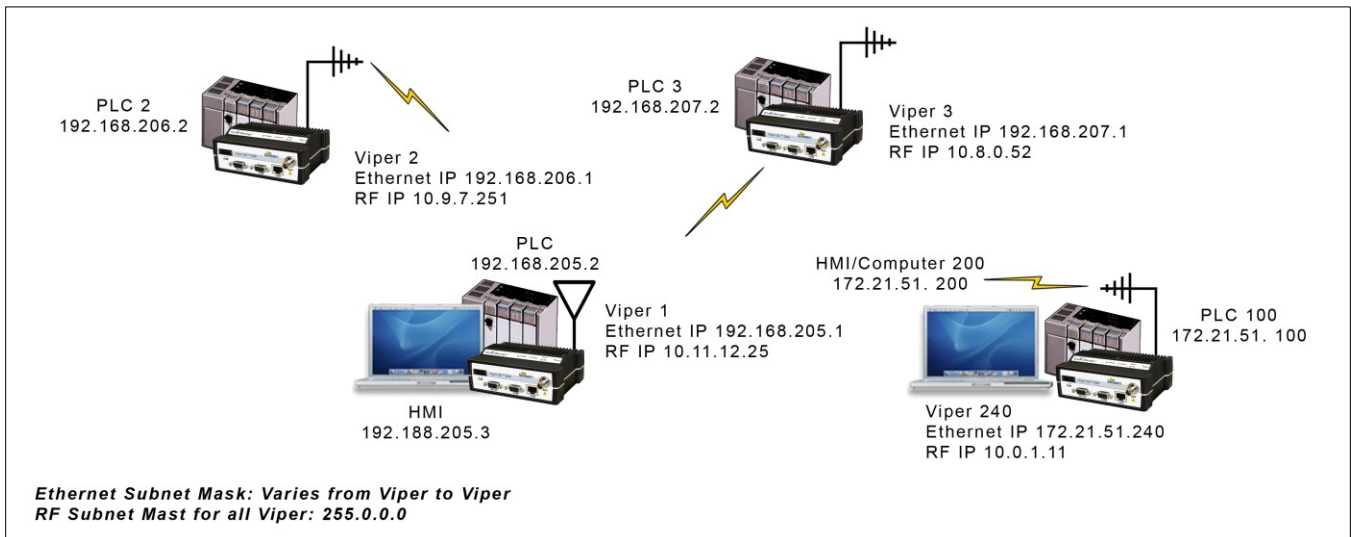 PLC 2
192.168.206.2
Viper 2
Ethernet IP 192.168.206.1
RF IP 10.9.7.251
PLC 3
192.168.207.2
Viper 3
Ethernet IP 192.168.207.1
RF IP 10.8.0.52
PLC
192.168.205.2
Viper 1
Ethernet IP 192.168.205.1
RF IP 10.11.12.25
HMI
192.188.205.3
HMI/Computer 200
172.21.51. 200
PLC 100
172.21.51. 100
Viper 240
Ethernet IP 172.21.51.240
RF IP 10.0.1.11
Ethernet Subnet Mask: Varies from Viper to Viper
RF Subnet Mast for all Viper: 255.0.0.0